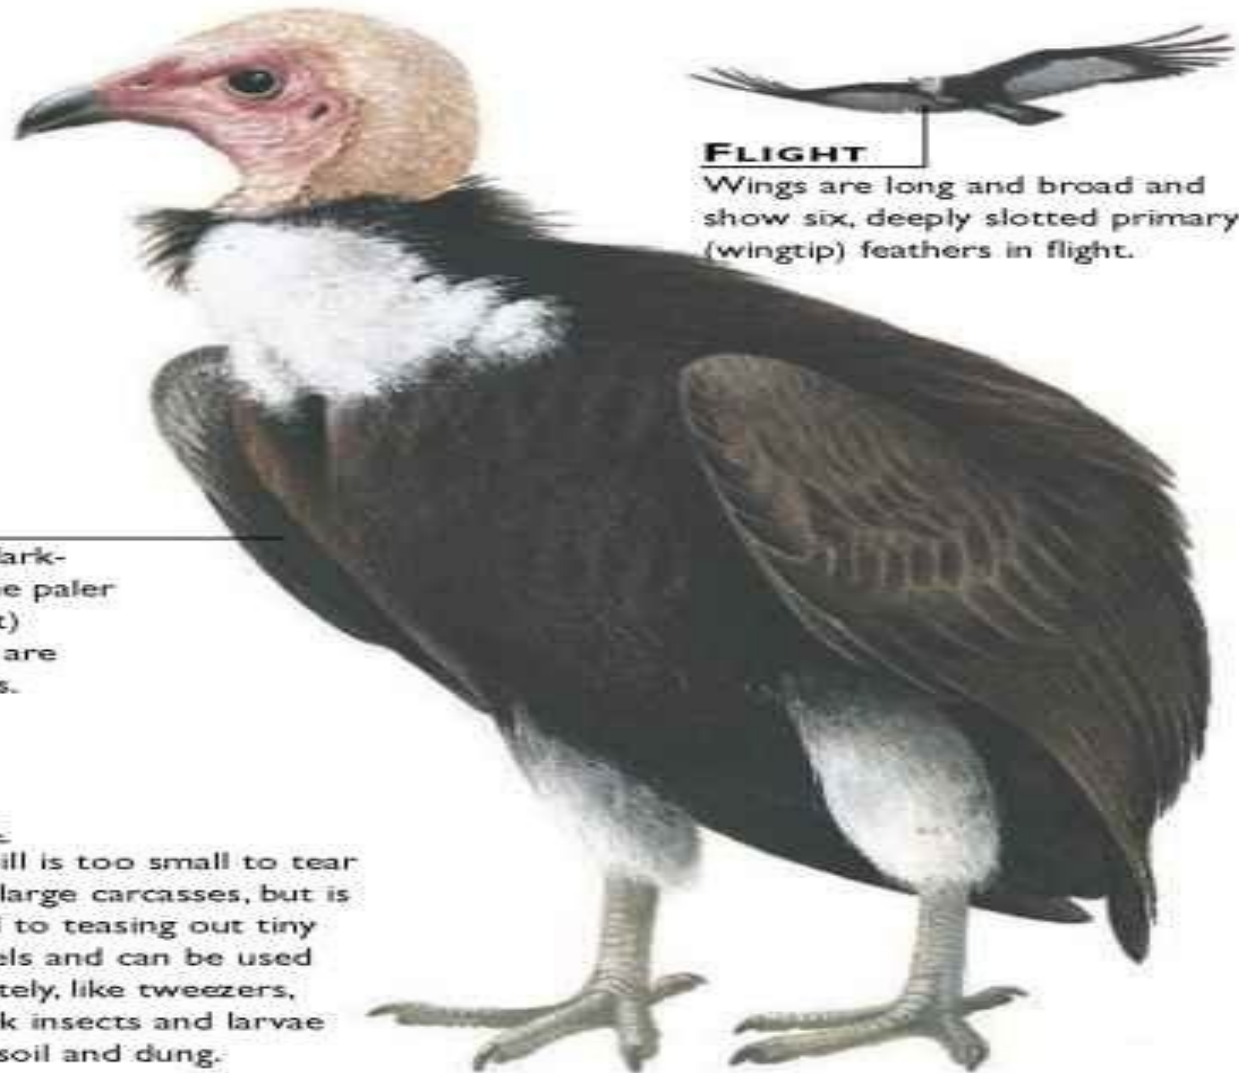 FLIGHT
Wings are long and broad and
show six, deeply slotted primary
(wingtip) feathers in flight.
dark-
paler
are
ill is too small to tear
large carcasses, but is
to teasing out tiny
els and can be used
tely, like tweezers,
k insects and larvae
soil and dung.